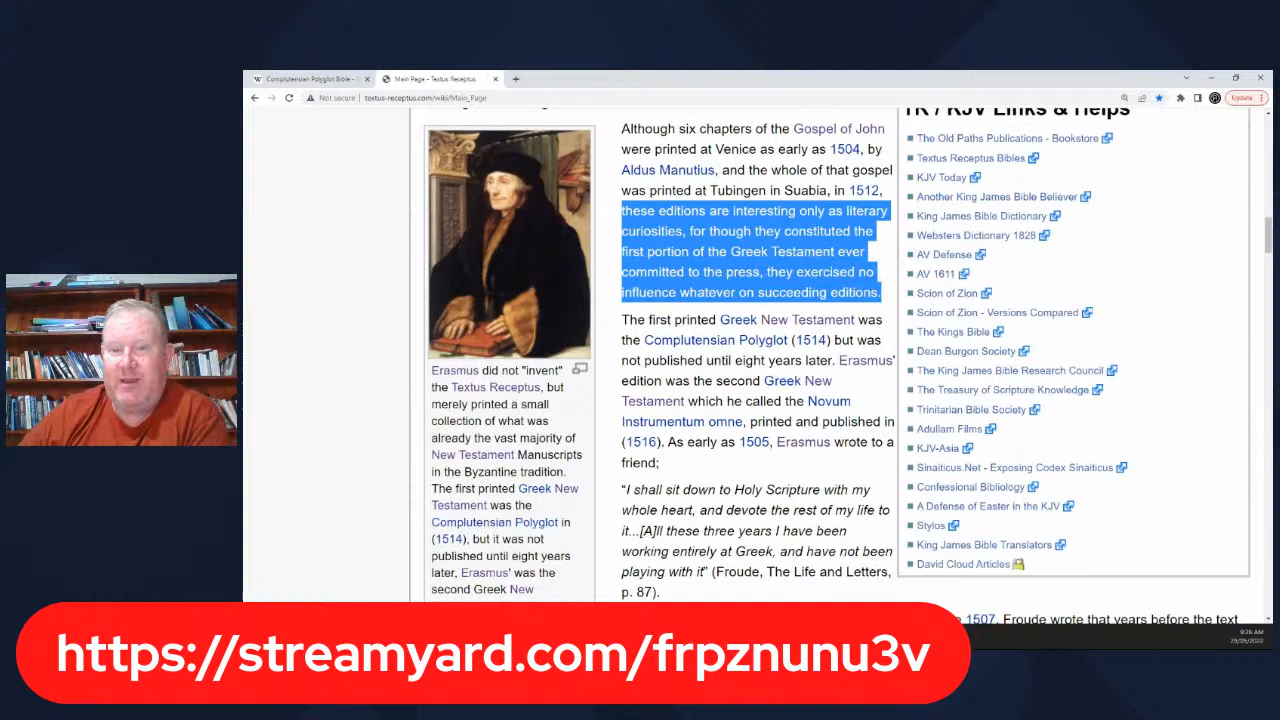 Complutensian Polyglot Bible -
Main Page - Textus Receptus
Not secure
textus-receptus.com/wiki/Main_Page
Update
Although six chapters of the Gospel of John
were printed at Venice as early as 1504, by
Aldus Manutius, and the whole of that gospel
was printed at Tubingen in Suabia, in 1512,
these editions are interesting only as literary
curiosities, for though they constituted the
first portion of the Greek Testament ever
committed to the press, they exercised no
influence whatever on succeeding editions.
The first printed Greek New Testament was
the Complutensian Polyglot (1514) but was
not published until eight years later. Erasmus'
edition was the second Greek New
Testament which he called the Novum
Instrumentum omne, printed and published in
(1516). As early as 1505, Erasmus wrote to a
friend;
“I shall sit down to Holy Scripture with my
whole heart, and devote the rest of my life to
it...[A]ll these three years I have been
working entirely at Greek, and have not been
playing with it” (Froude, The Life and Letters,
p. 87).
Erasmus did not "invent"
the Textus Receptus, but
merely printed a small
collection of what was
already the vast majority of
New Testament Manuscripts
in the Byzantine tradition.
The first printed Greek New
Testament was the
Complutensian Polyglot in
(1514), but it was not
published until eight years
later, Erasmus' was the
second Greek New
TR / KJV Links & Helps
The Old Paths Publications - Bookstore
Textus Receptus Bibles
KJV Today
Another King James Bible Believer
King James Bible Dictionary
Websters Dictionary 1828
AV Defense
AV 1611
Scion of Zion
Scion of Zion - Versions Compared
The Kings Bible
Dean Burgon Society
The King James Bible Research Council
The Treasury of Scripture Knowledge
Trinitarian Bible Society
Adullam Films
KJV-Asia
Sinaiticus.Net - Exposing Codex Sinaiticus
Confessional Bibliology
A Defense of Easter in the KJV
Stylos
King James Bible Translators
David Cloud Articles
1507. Froude wrote that years before the text
9:26 AM
29/05/2022
https://streamyard.com/frpznunu3v